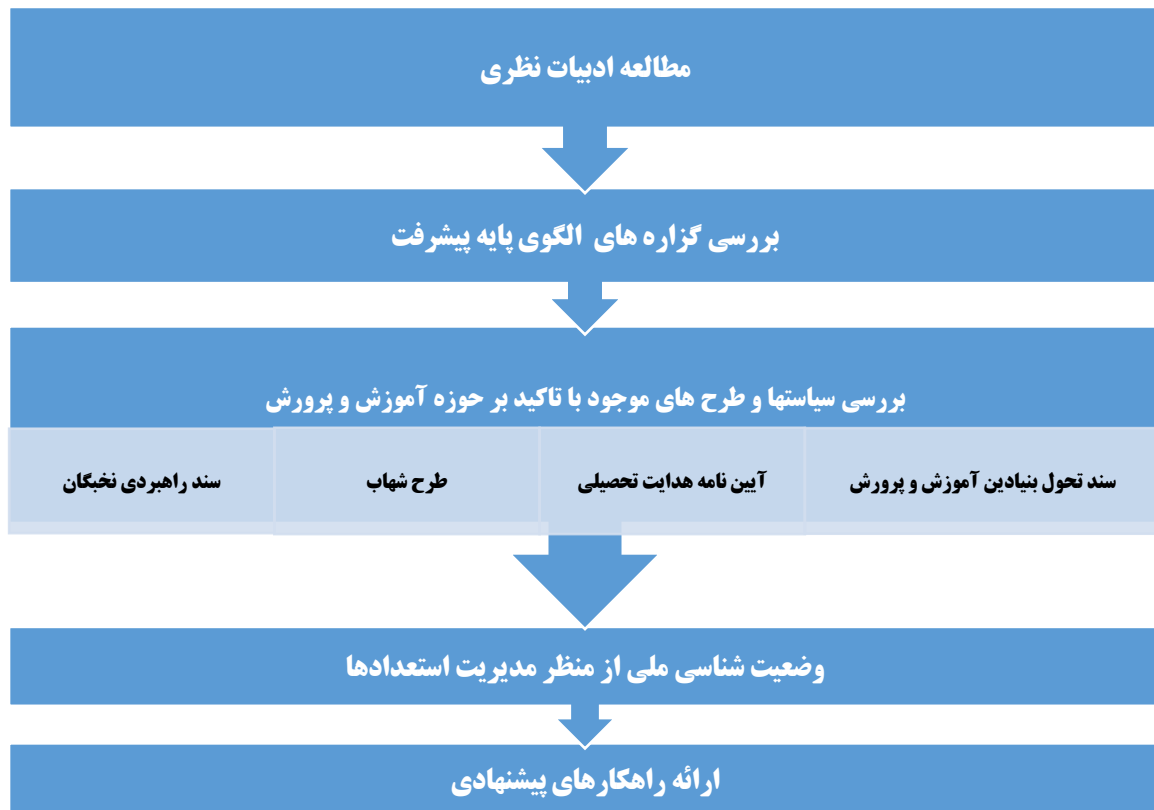 مطالعه ادبیات نظری
بررسی گزاره های الگوی پایه پیشرفت
بررسی سیاستها و طرح های موجود با تاکید بر حوزه آموزش و پرورش
سند تحول بنیادین آموزش و پرورش
آیین نامه هدایت تحصیلی
طرح شهاب
سند راهبردی نخبگان
وضعیت شناسی ملی از منظر مدیریت استعدادها
ارائه راهکارهای پیشنهادی